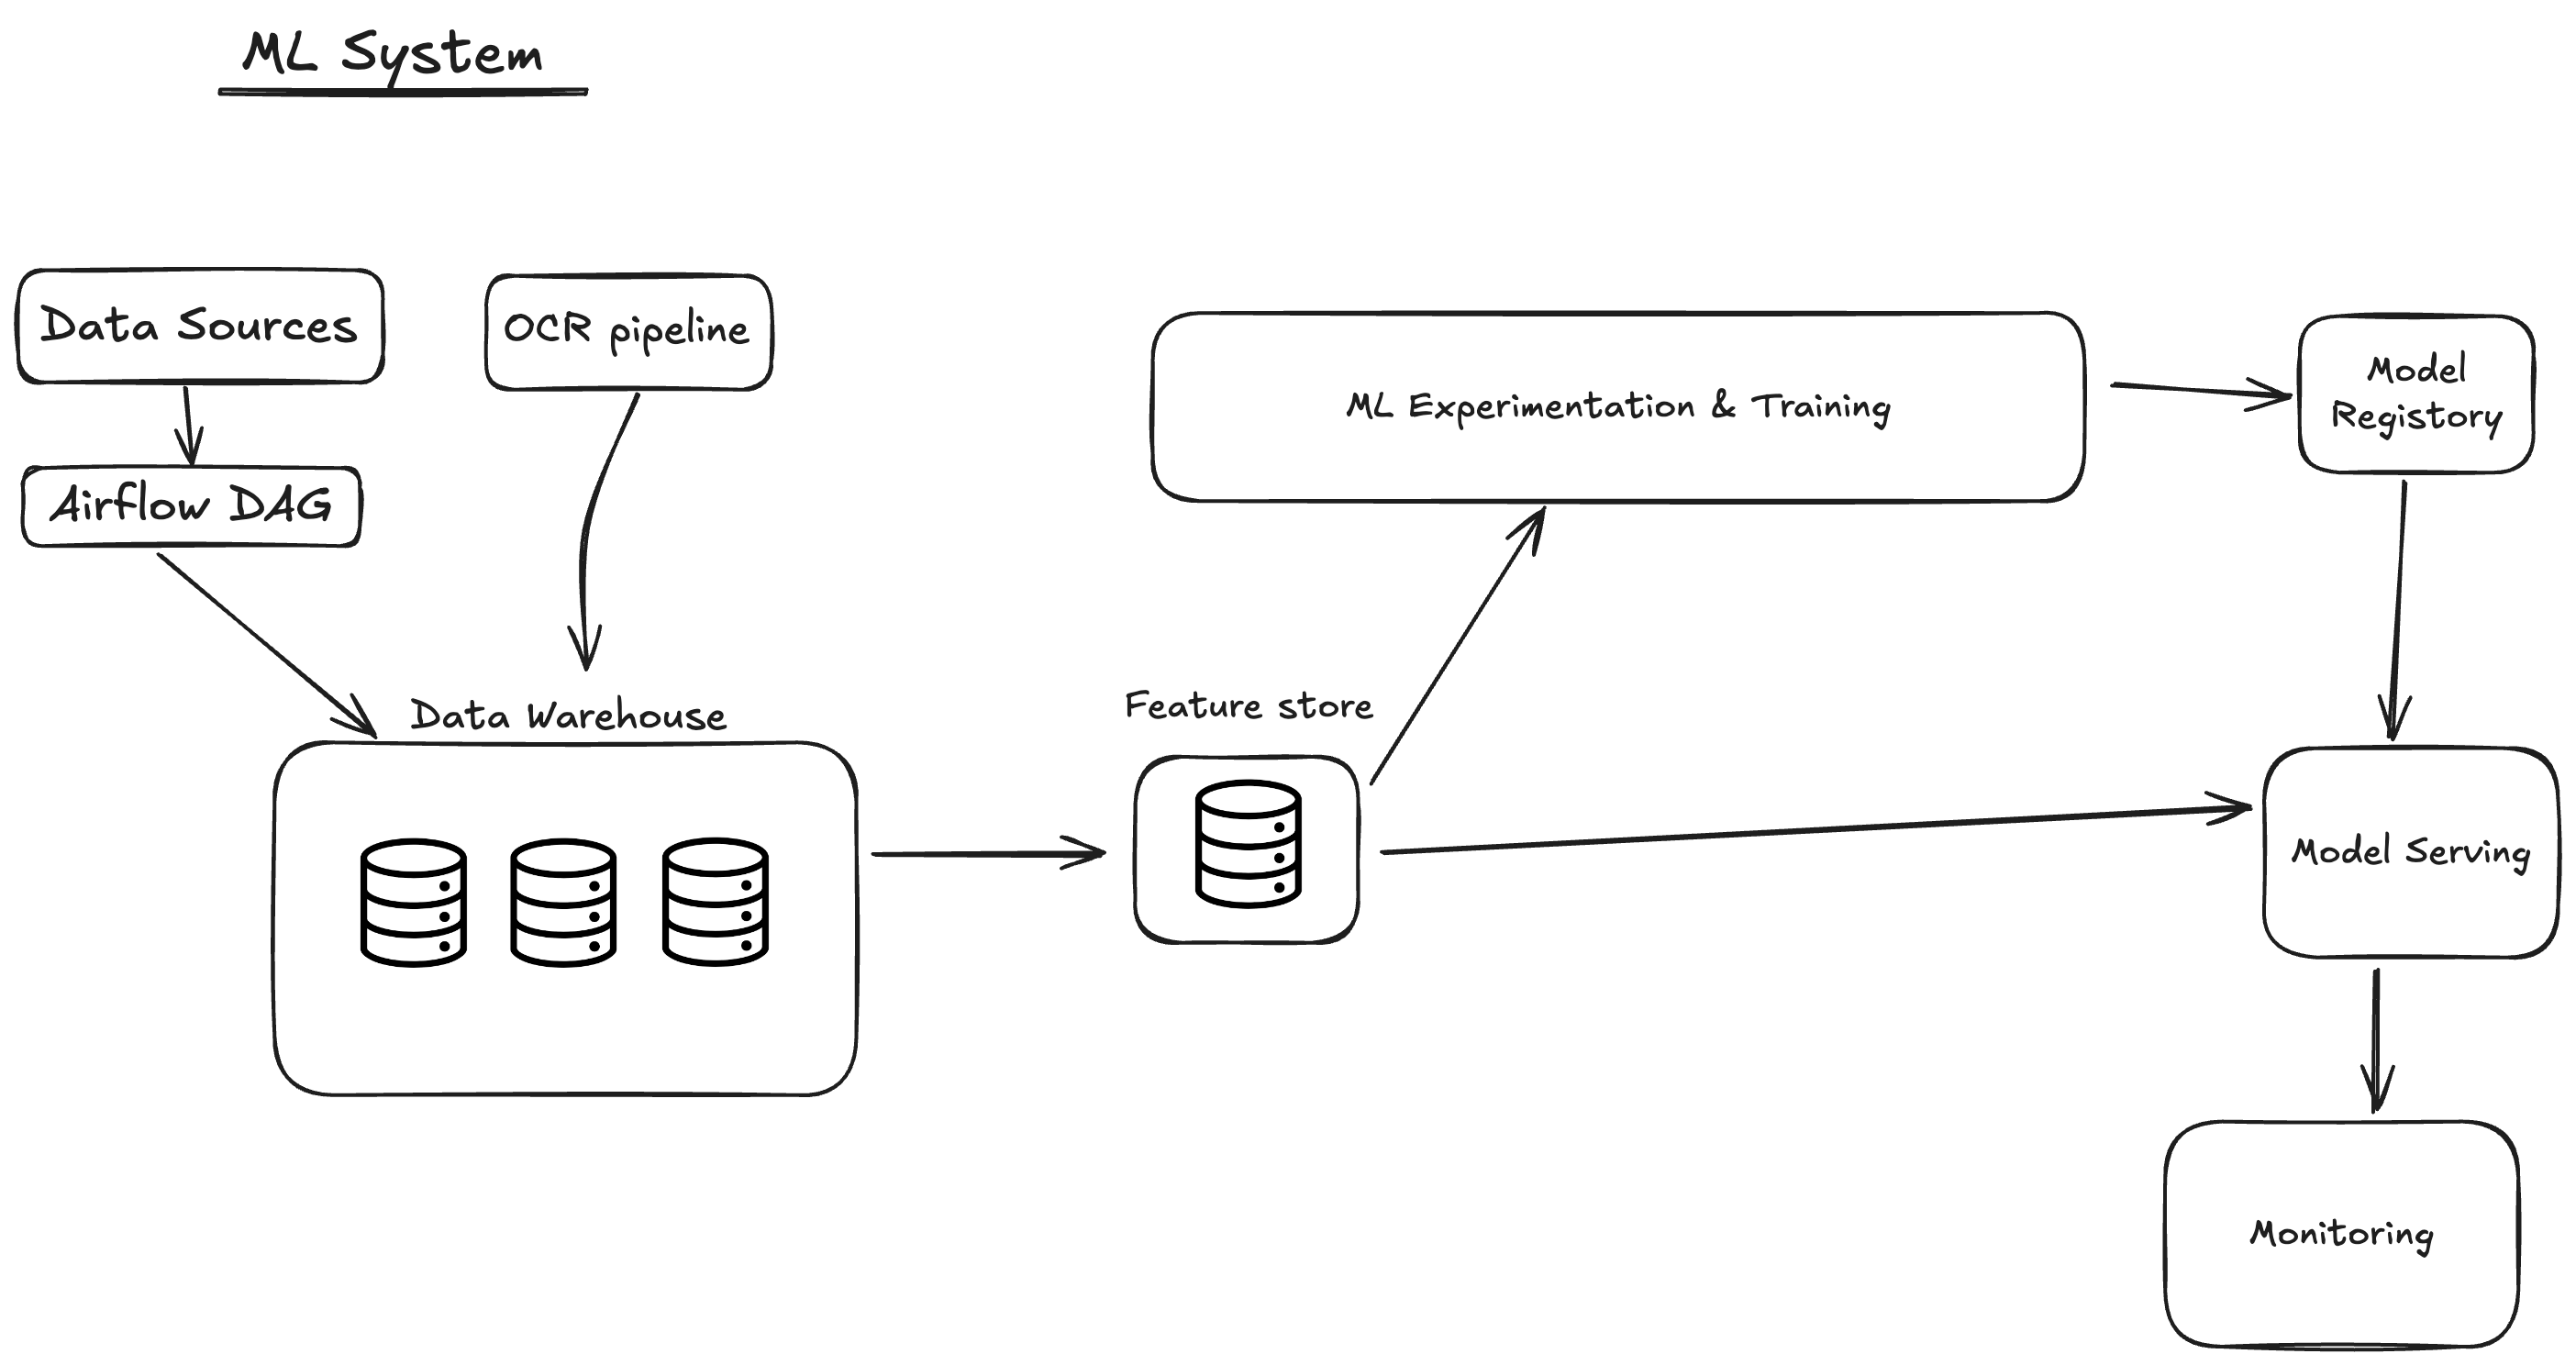 ML System
Data Sources
OCR pipeline
Airflow DAG
Data Warehouse
Feature store
ML Experimentation & Training
Model
Registory
Model Serving
Monitoring